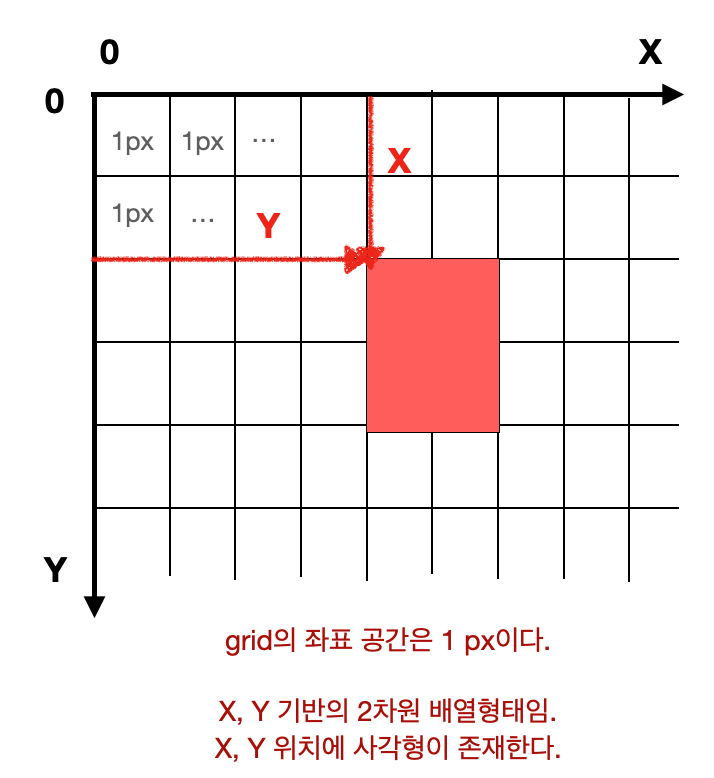 0
X
0
1px 1px ...
X
1px ... Y
Y
grid의 좌표 공간은 1 px이다.
X, Y 기반의 2차원 배열형태임.
X, Y 위치에 사각형이 존재한다.